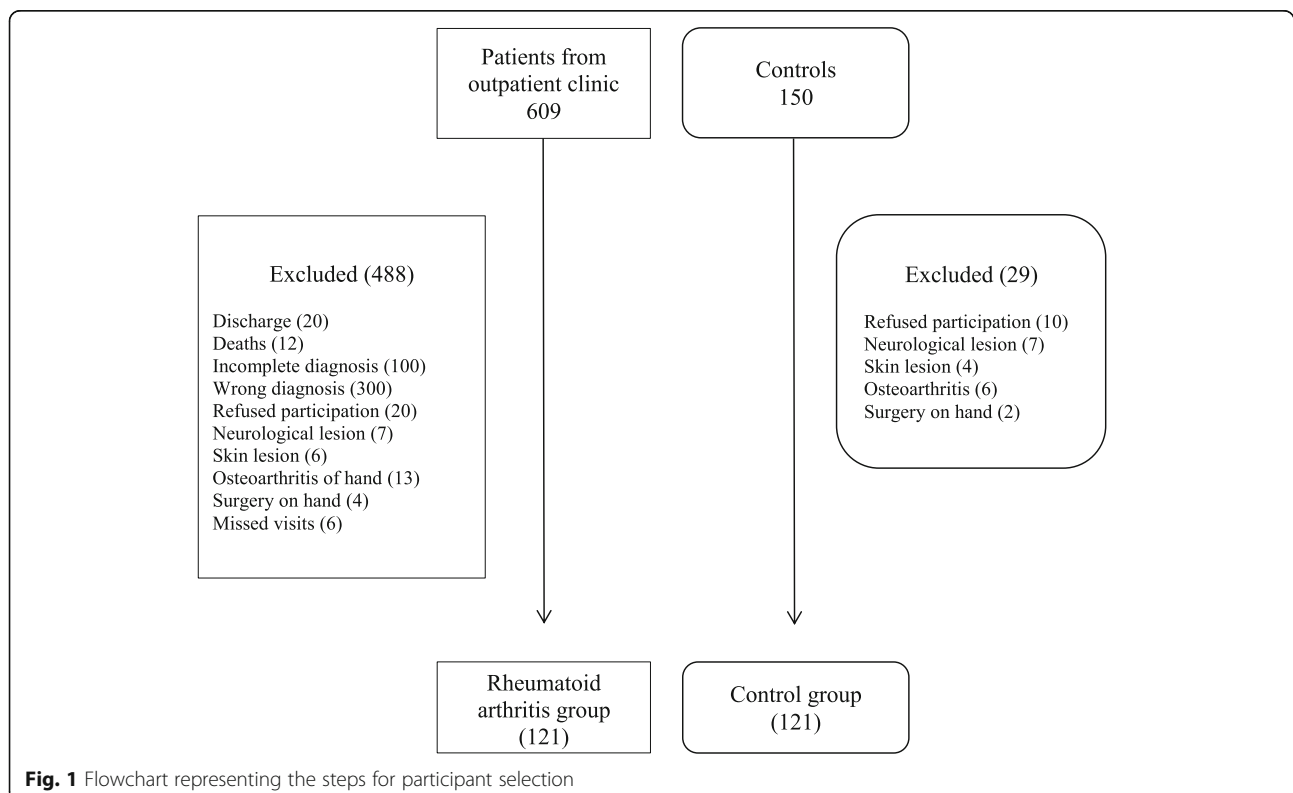 Patients from
outpatient clinic
609
Controls
150
Excluded (488)
Discharge (20)
Deaths (12)
Incomplete diagnosis (100)
Wrong diagnosis (300)
Refused participation (20)
Neurological lesion (7)
Skin lesion (6)
Osteoarthritis of hand (13)
Surgery on hand (4)
Missed visits (6)
Excluded (29)
Refused participation (10)
Neurological lesion (7)
Skin lesion (4)
Osteoarthritis (6)
Surgery on hand (2)
Rheumatoid
arthritis group
(121)
Control group
(121)
Fig. 1 Flowchart representing the steps for participant selection